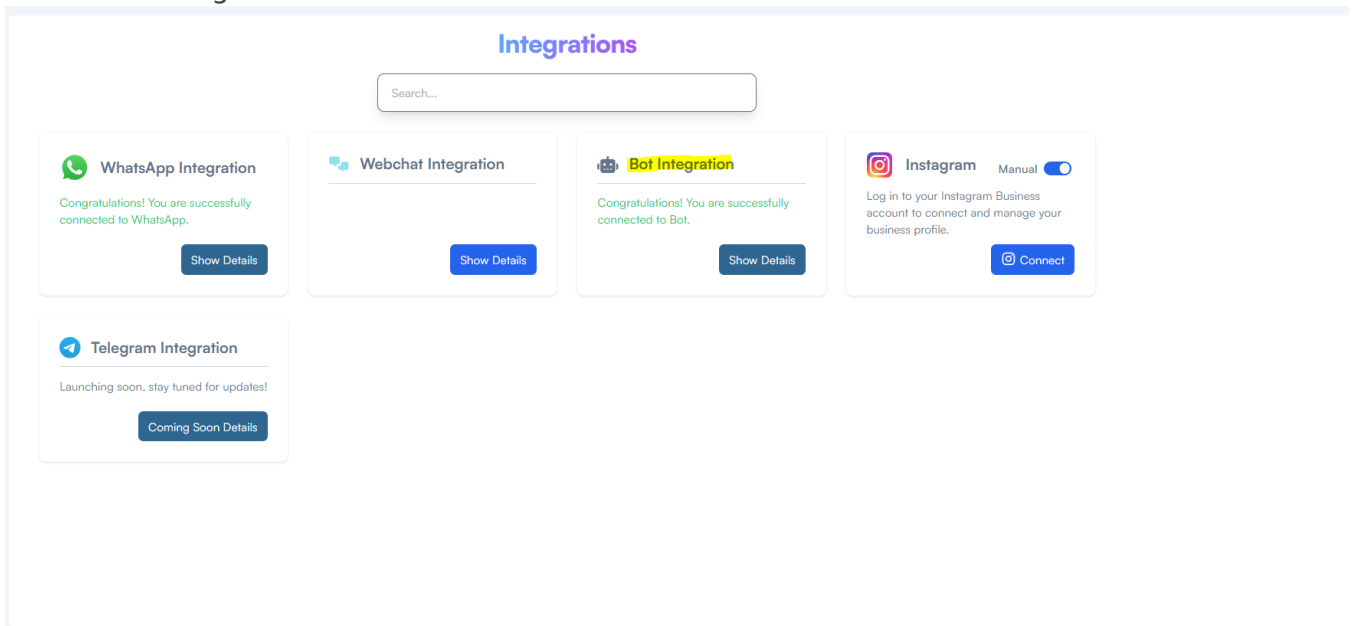 Integrations
Search...
WhatsApp Integration
Congratulations! You are successfully
connected to WhatsApp.
Show Details
Webchat Integration
Show Details
Bot Integration
Congratulations! You are successfully
connected to Bot.
Show Details
Instagram
Manual
Log in to your Instagram Business
account to connect and manage your
business profile.
Connect
Telegram Integration
Launching soon, stay tuned for updates!
Coming Soon Details